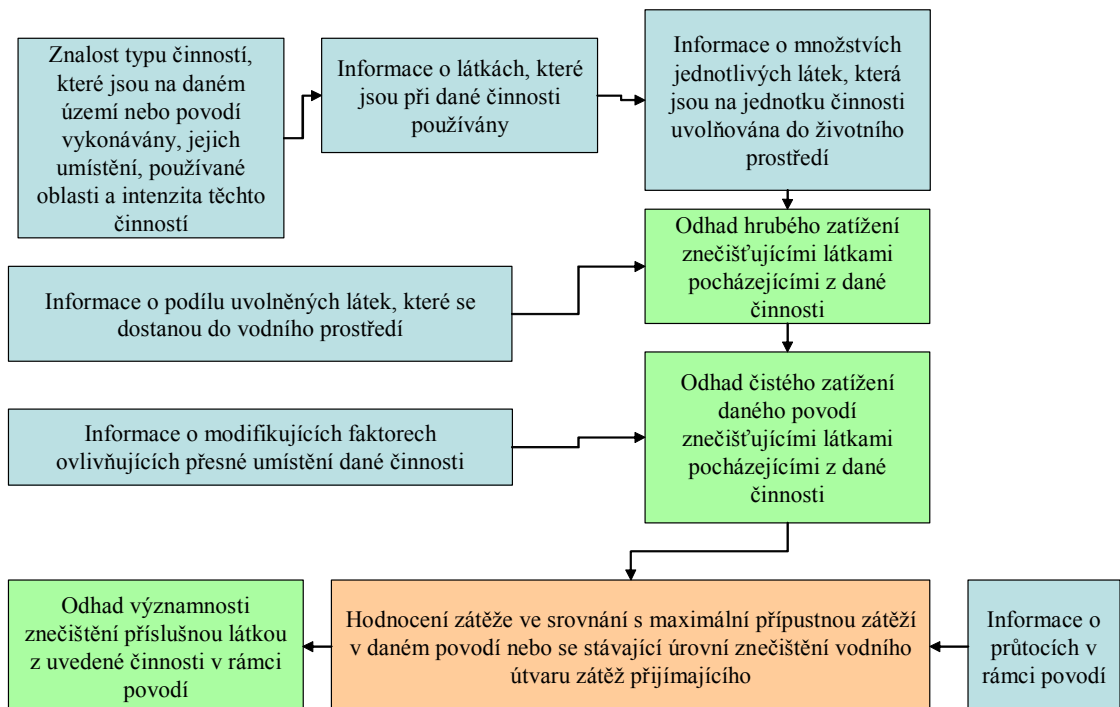 Znalost typu činností,
které jsou na daném
území nebo povodí
vykonávány, jejich
umístění, používané
oblasti a intenzita těchto
činností
Informace o látkách, které
jsou při dané činnosti
používány
Informace o množstvích
jednotlivých látek, která
jsou na jednotku činnosti
uvolňována do životního
prostředí
Odhad hrubého zatížení
znečišťujícími látkami
pocházejícími z dané
činnosti
Informace o podílu uvolněných látek, které se
dostanou do vodního prostředí
Odhad čistého zatížení
daného povodí
znečišťujícími látkami
pocházejícími z dané
činnosti
Informace o modifikujících faktorech
ovlivňujících přesné umístění dané činnosti
Odhad významnosti
znečištění příslušnou látkou
z uvedené činnosti v rámci
povodí
Hodnocení zátěže ve srovnání s maximální přípustnou zátěží
v daném povodí nebo se stávající úrovní znečištění vodního
útvaru zátěž přijímajícího
Informace o
průtocích v
rámci povodí